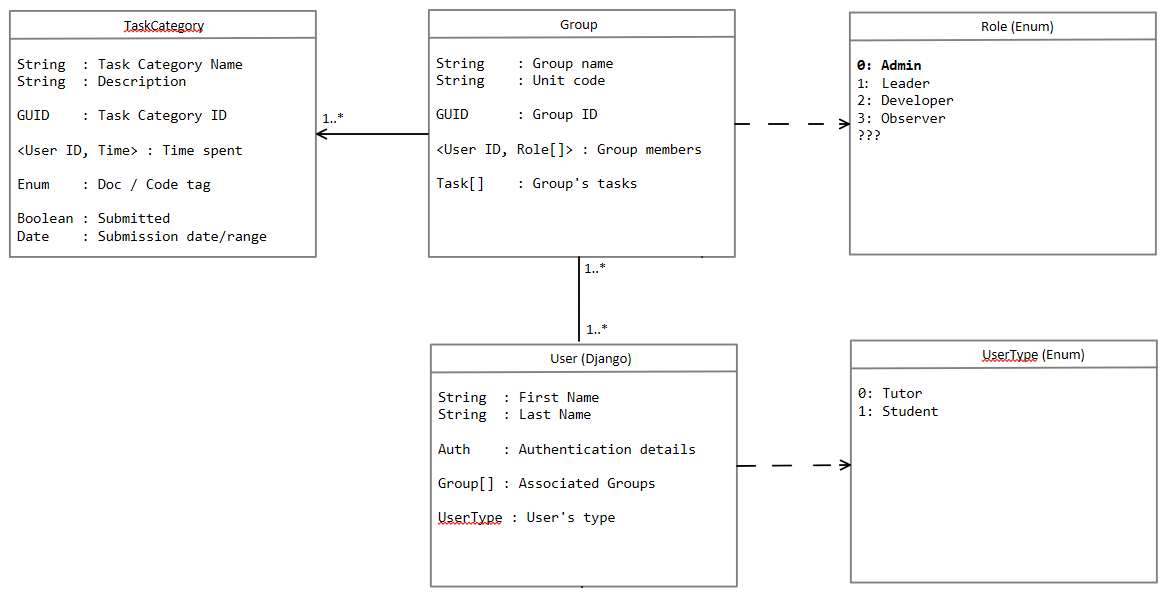 TaskCategory
String  : Task Category Name
String  : Description
GUID    : Task Category ID
<User ID, Time> : Time spent
Enum    : Doc / Code tag
Boolean : Submitted
Date    : Submission date/range
1..*
Group
String    : Group name
String    : Unit code
GUID      : Group ID
<User ID, Role[]> : Group members
Task[]    : Group's tasks
Role (Enum)
0: Admin
1: Leader
2: Developer
3: Observer
???
1..*
1..*
User (Django)
String  : First Name
String  : Last Name
Auth    : Authentication details
Group[] : Associated Groups
UserType : User's type
UserType (Enum)
0: Tutor
1: Student